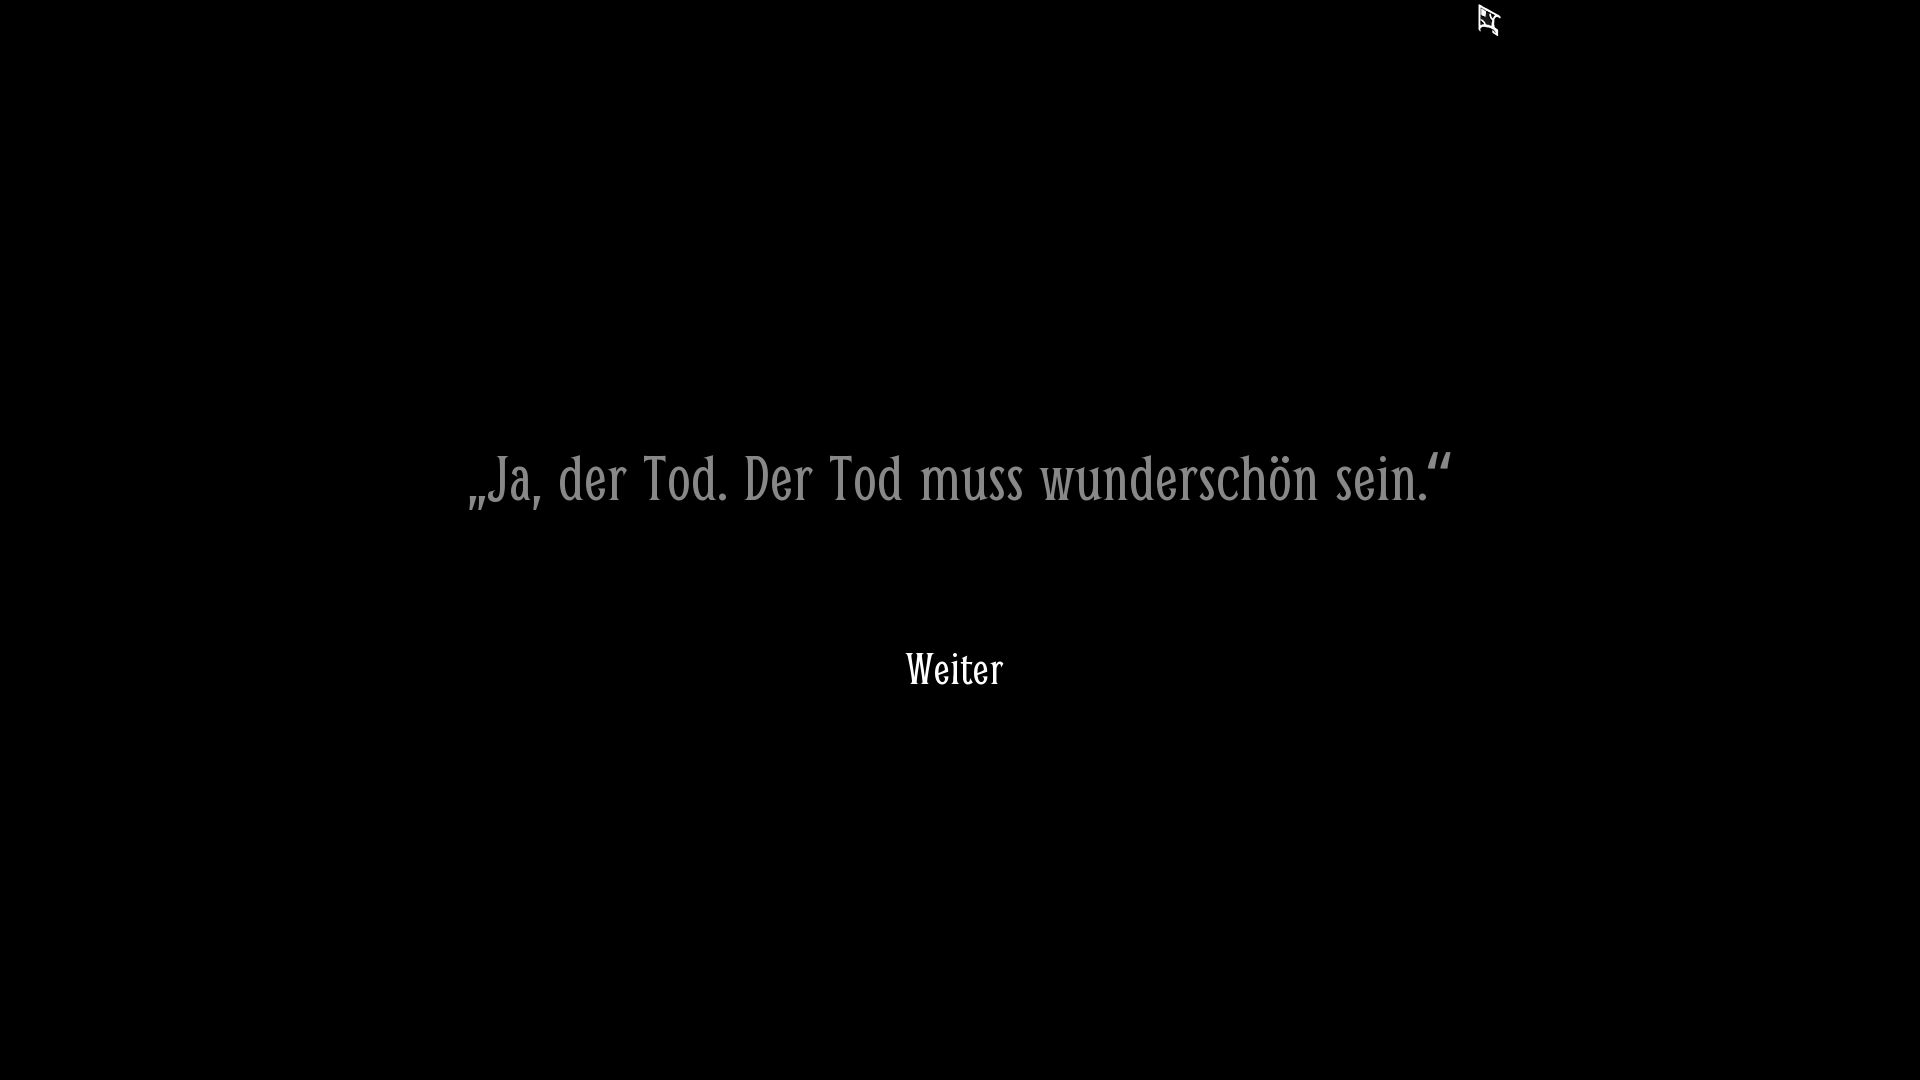 „Ja, der Tod. Der Tod muss wunderschön sein.“
Weiter